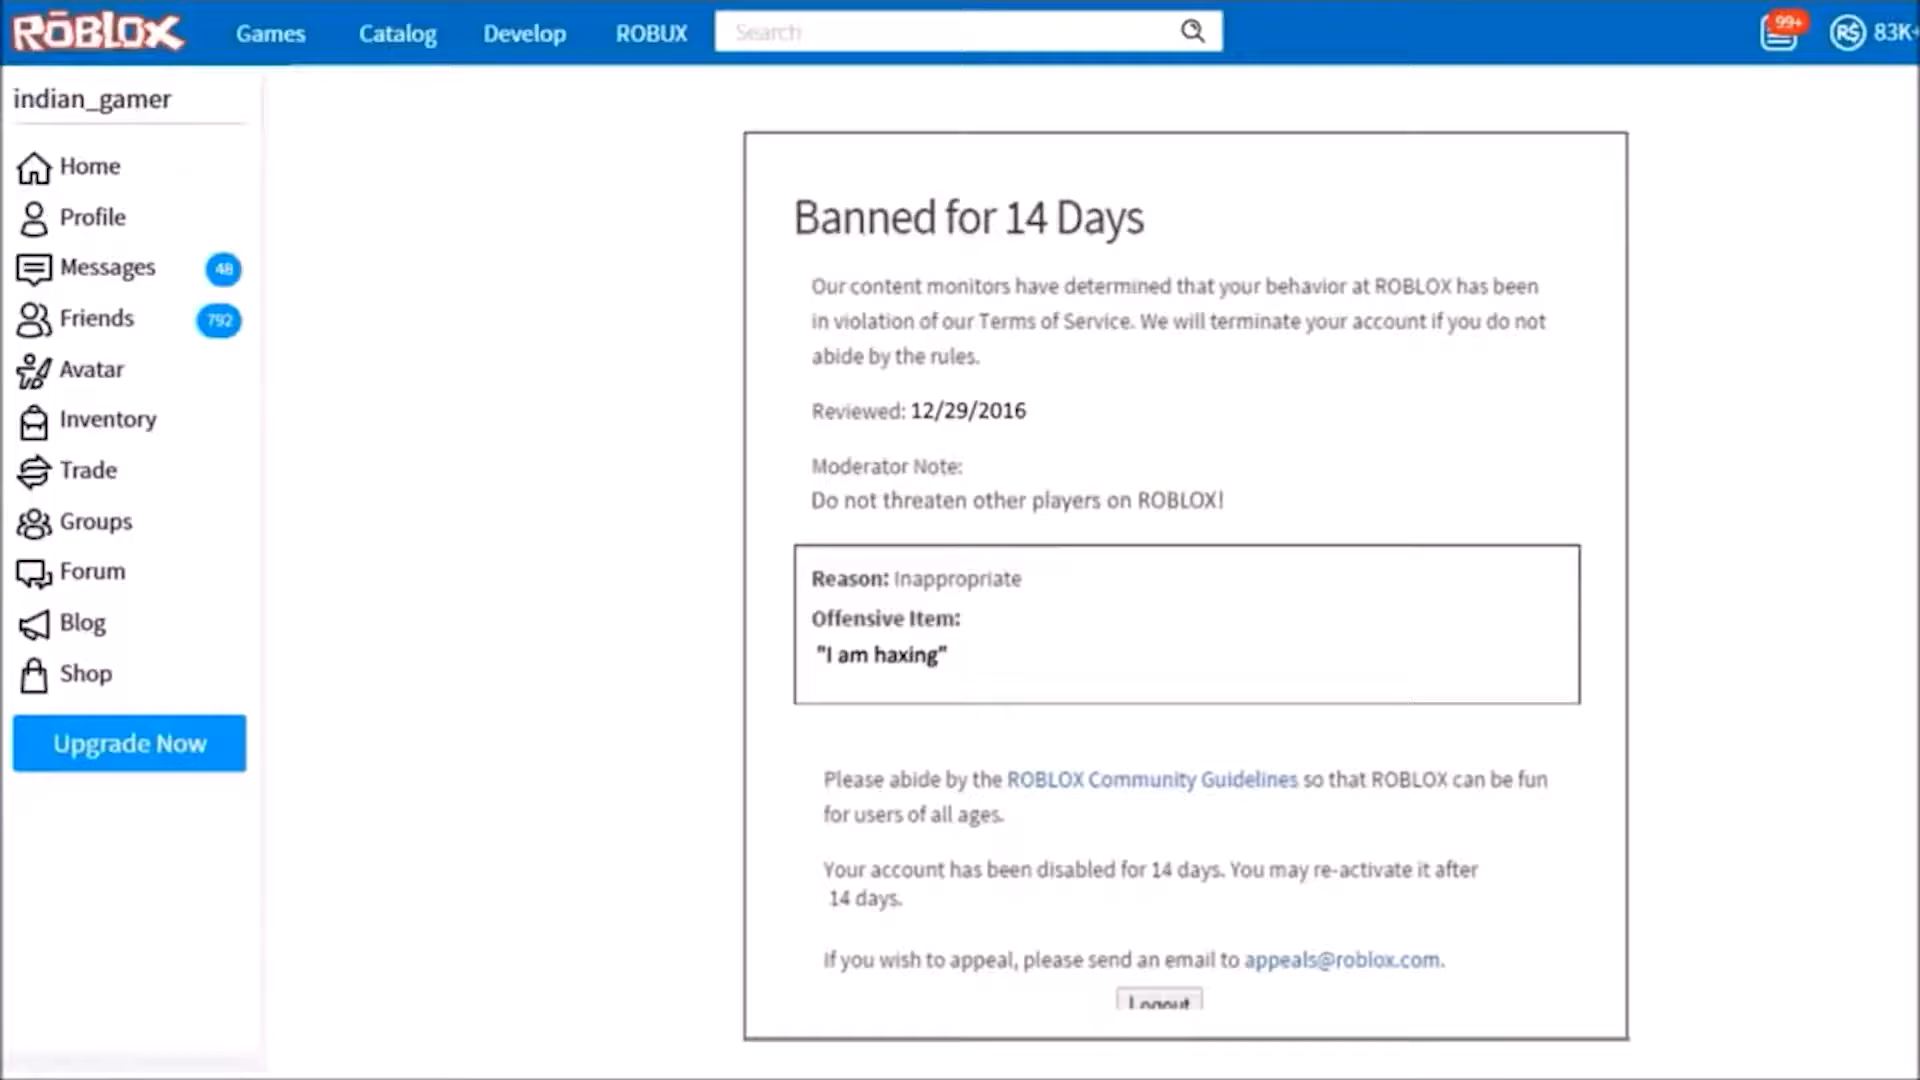 ROBLOX
Games
Catalog
Develop
ROBUX
Search
99+
R$ 83K+
indian_gamer
Home
Profile
Messages 48
Friends 792
Avatar
Inventory
Trade
Groups
Forum
Blog
Shop
Upgrade Now
Banned for 14 Days
Our content monitors have determined that your behavior at ROBLOX has been
in violation of our Terms of Service. We will terminate your account if you do not
abide by the rules.
Reviewed: 12/29/2016
Moderator Note:
Do not threaten other players on ROBLOX!
Reason: Inappropriate
Offensive Item:
"I am haxing"
Please abide by the ROBLOX Community Guidelines so that ROBLOX can be fun
for users of all ages.
Your account has been disabled for 14 days. You may re-activate it after
14 days.
If you wish to appeal, please send an email to appeals@roblox.com.
Logout